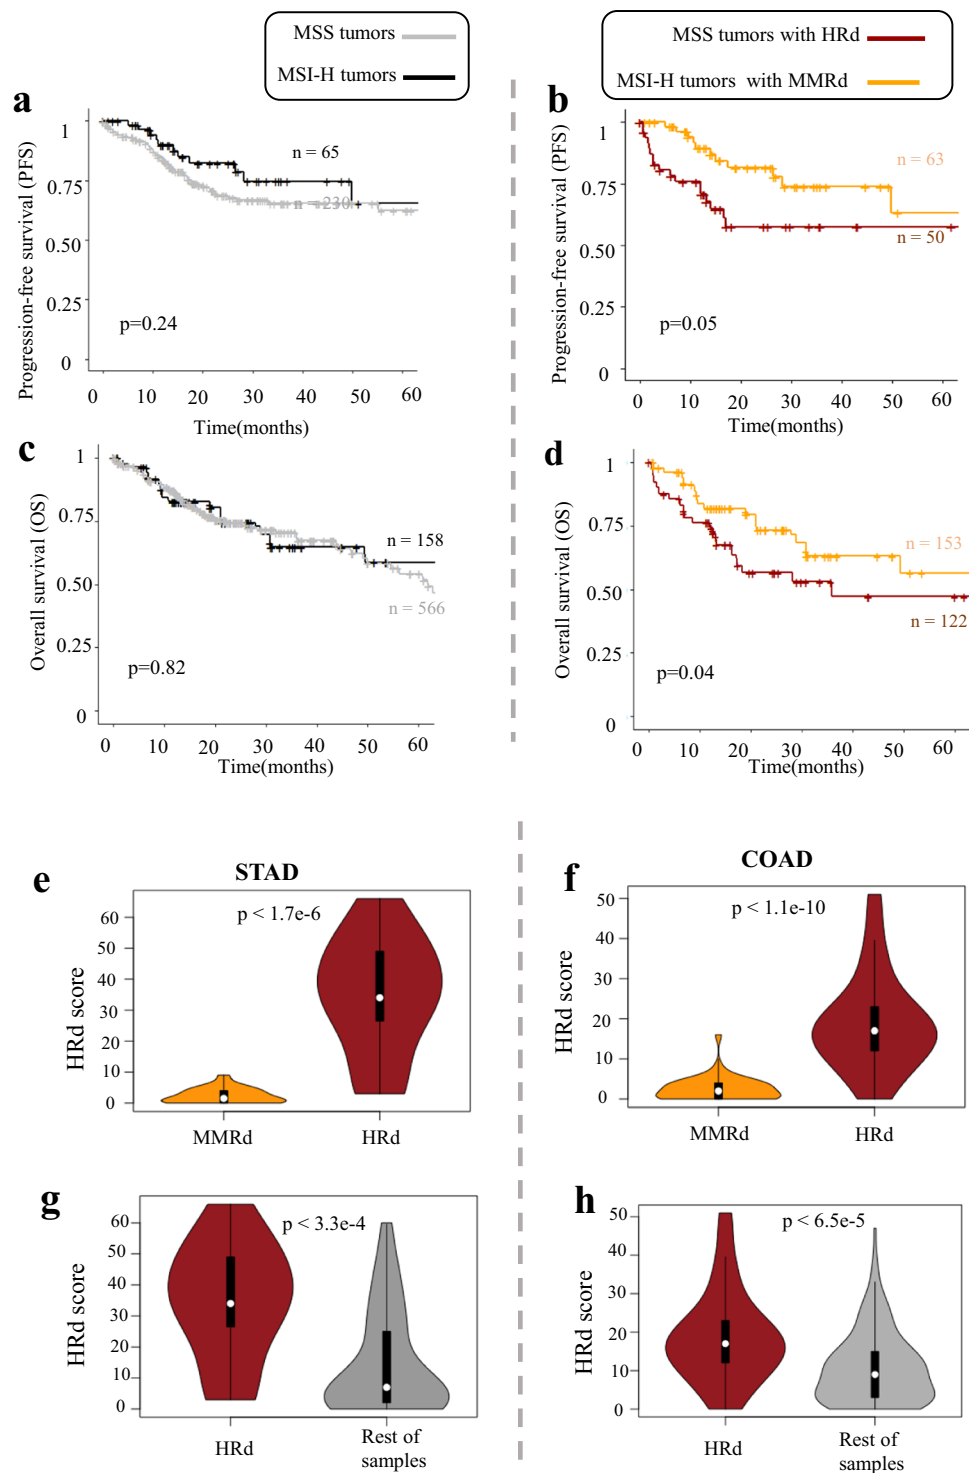 MSS tumors
MSI-H tumors
MSS tumors with HRd
MSI-H tumors with MMRd
a
Progression-free survival (PFS)
1
0.75
0.50
0.25
0
n = 65
n = 230
p=0.24
0 10 20 30 40 50 60
Time(months)
b
Progression-free survival (PFS)
1
0.75
0.50
0.25
0
n = 63
n = 50
p=0.05
0 10 20 30 40 50 60
Time(months)
c
Overall survival (OS)
1
0.75
0.50
0.25
0
n = 158
n = 566
p=0.82
0 10 20 30 40 50 60
Time(months)
d
Overall survival (OS)
1
0.75
0.50
0.25
0
n = 153
n = 122
p=0.04
0 10 20 30 40 50 60
Time(months)
e
STAD
HRd score
60
50
40
30
20
10
0
p < 1.7e-6
MMRd HRd
f
COAD
HRd score
50
40
30
20
10
0
p < 1.1e-10
MMRd HRd
g
HRd score
60
50
40
30
20
10
0
p < 3.3e-4
HRd
Rest of
samples
h
HRd score
50
40
30
20
10
0
p < 6.5e-5
HRd
Rest of
samples